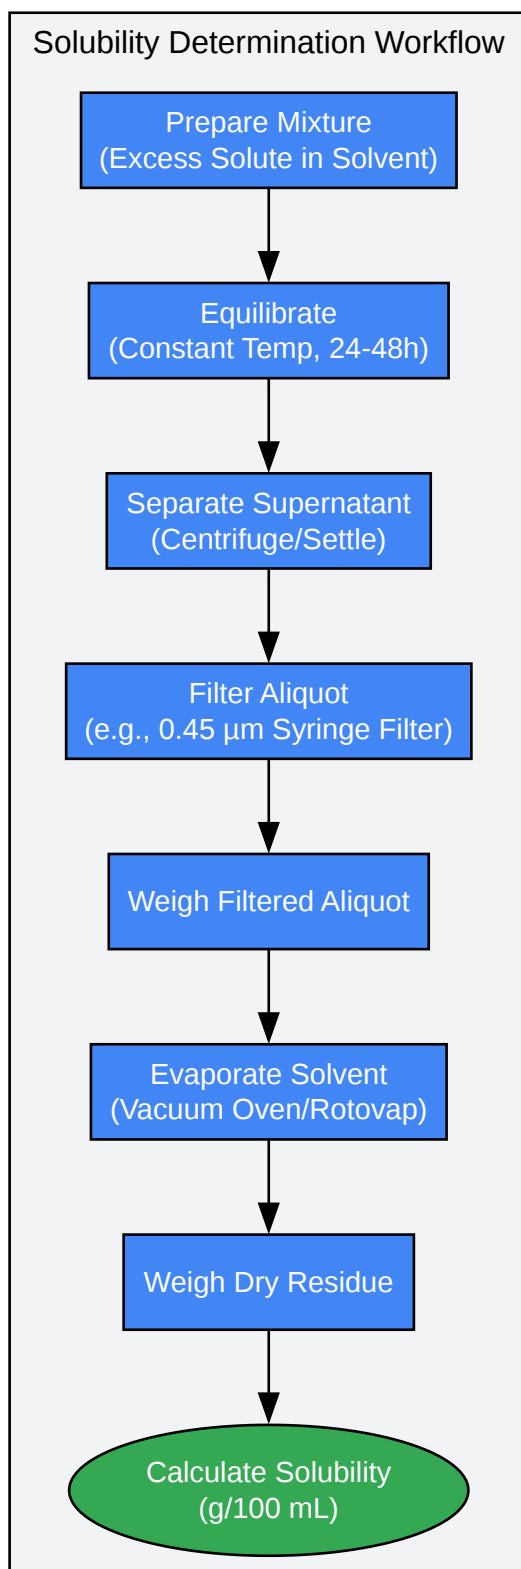 Solubility Determination Workflow
Prepare Mixture
(Excess Solute in Solvent)
Equilibrate
(Constant Temp, 24-48h)
Separate Supernatant
(Centrifuge/Settle)
Filter Aliquot
(e.g., 0.45 µm Syringe Filter)
Weigh Filtered Aliquot
Evaporate Solvent
(Vacuum Oven/Rotovap)
Weigh Dry Residue
Calculate Solubility
(g/100 mL)